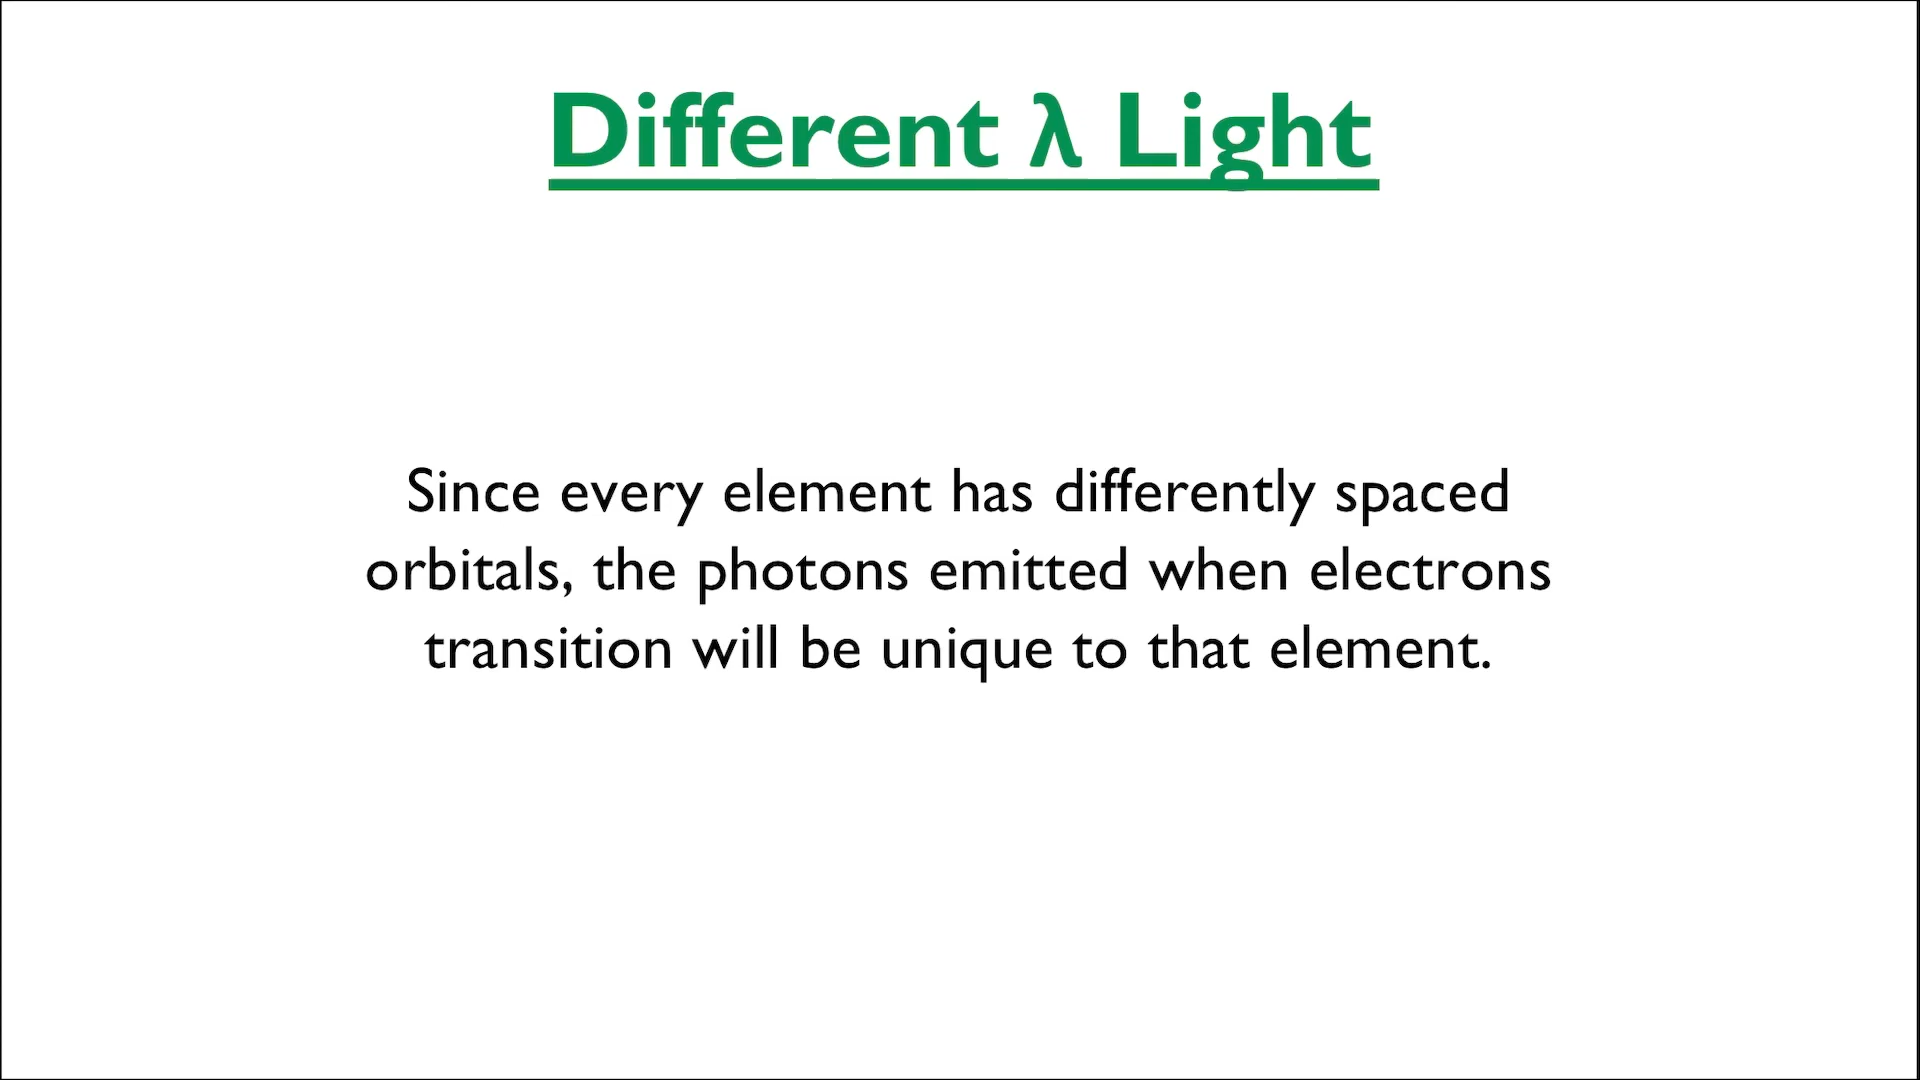 Different λ Light
Since every element has differently spaced
orbitals, the photons emitted when electrons
transition will be unique to that element.